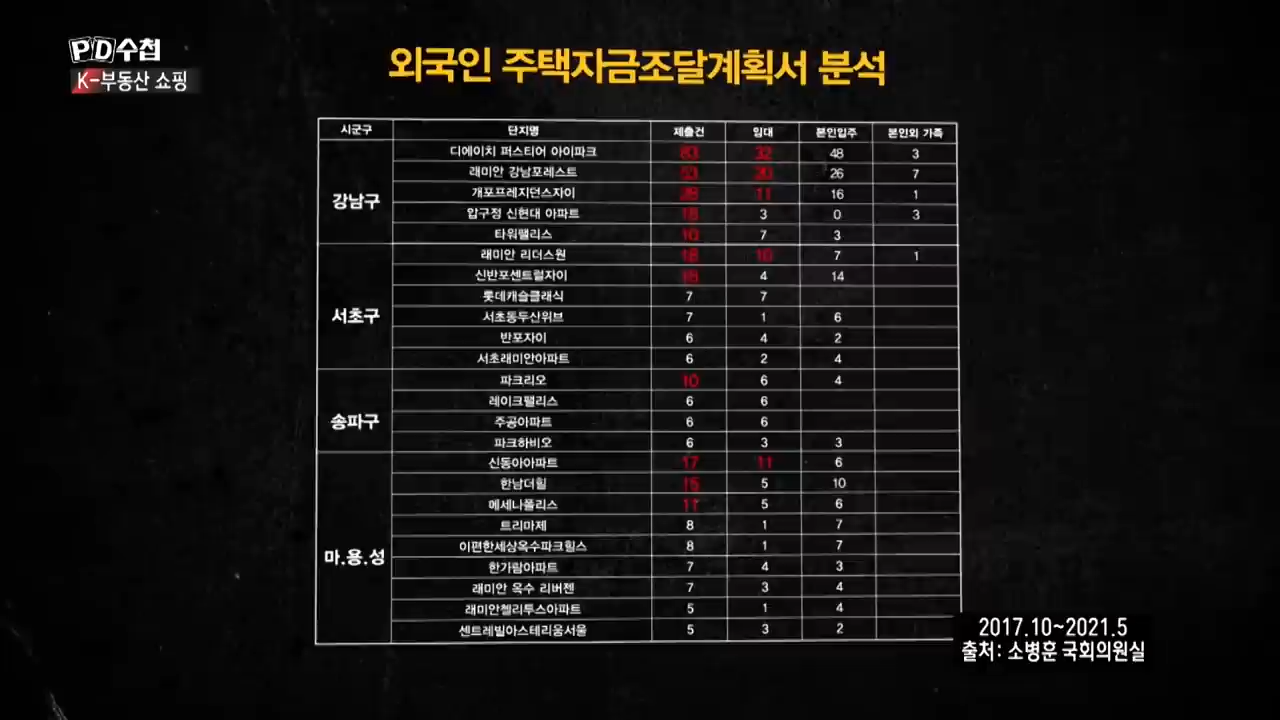 PD수첩
K-부동산 쇼핑
외국인 주택자금조달계획서 분석
시군구 단지명 제출건 임대 본인입주 본인외 가족
강남구
디에이치 퍼스티어 아이파크 83 32 48 3
래미안 강남포레스트 53 20 26 7
개포프레지던스자이 28 11 16 1
압구정 신현대 아파트 3 0 3
타워팰리스 10 7 3
서초구
래미안 리더스원 18 10 7 1
신반포센트럴자이 18 4 14
롯데캐슬클래식 7 7
서초동두산위브 7 1 6
반포자이 6 4 2
서초래미안아파트 6 2 4
송파구
파크리오 10 6 4
레이크팰리스 6 6
주공아파트 6 6
파크하비오 6 3 3
마.용.성
신동아아파트 17 11 6
한남더힐 15 5 10
메세나폴리스 11 5 6
트리마제 8 1 7
이편한세상옥수파크힐스 8 1 7
한가람아파트 7 4 3
래미안 옥수 리버젠 7 3 4
래미안첼리투스아파트 5 1 4
센트레빌아스테리움서울 5 3 2
2017.10~2021.5
출처: 소병훈 국회의원실